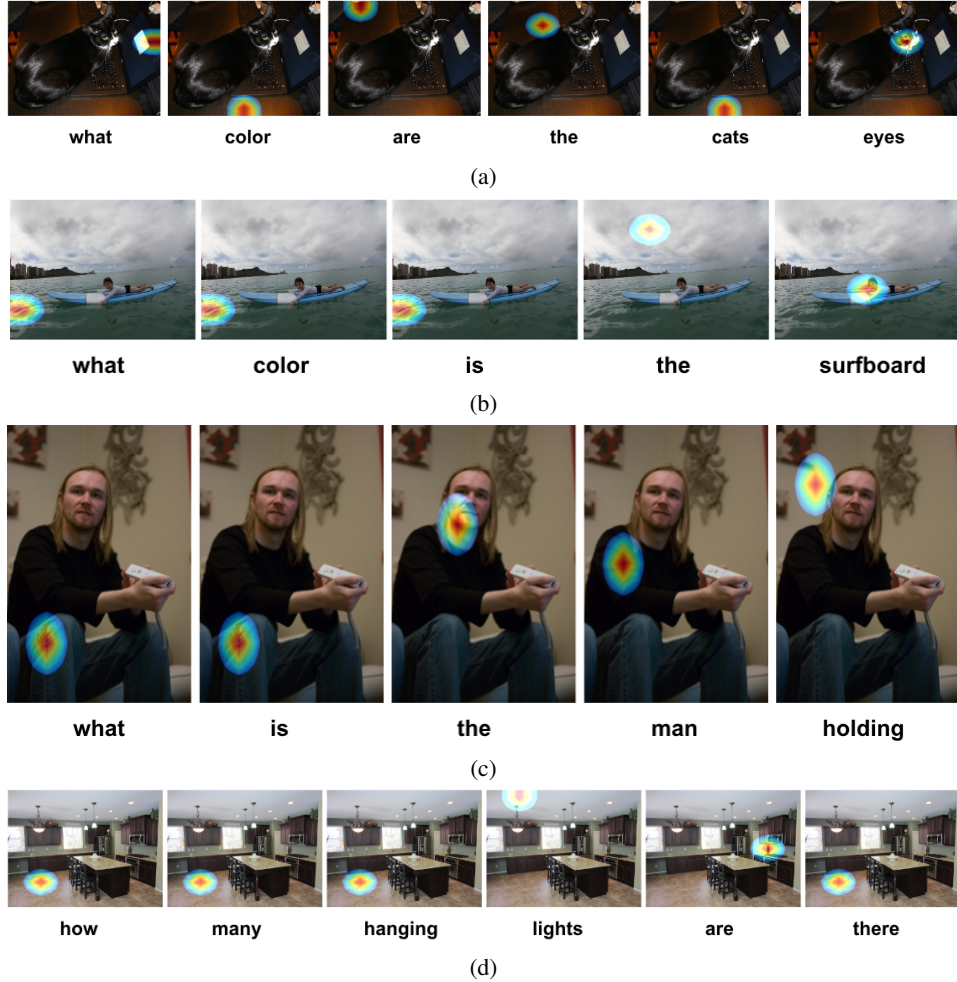 what color are the cats eyes
(a)
what color is the surfboard
(b)
what is the man holding
(c)
how many hanging lights are there
(d)